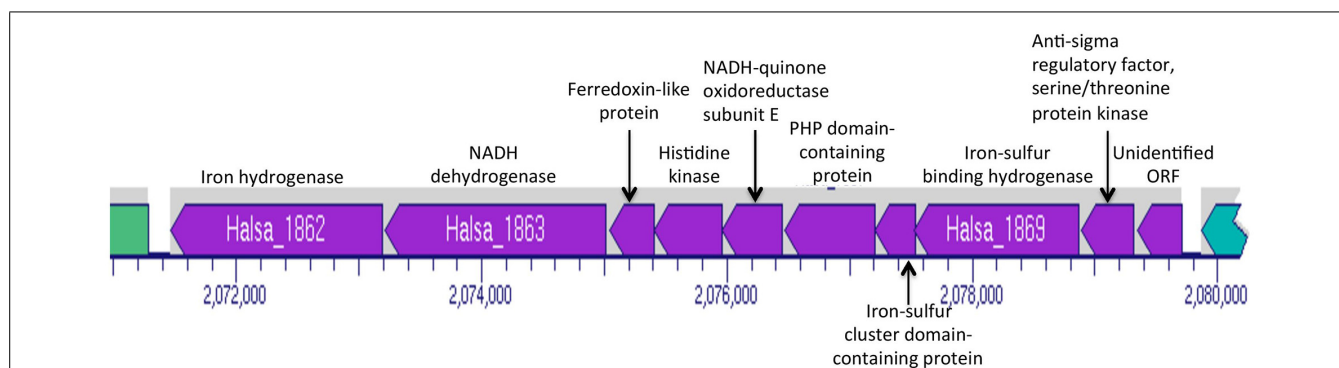 Anti-sigma
regulatory factor,
serine/threonine
protein kinase
NADH-quinone
oxidoreductase
subunit E
Ferredoxin-like
protein
PHP domain-
containing
protein
Iron hydrogenase
NADH
dehydrogenase
Histidine
kinase
Iron-sulfur
binding hydrogenase
Unidentified
ORF
Halsa_1862
Halsa_1863
Halsa_1869
2,072,000
2,074,000
2,076,000
2,078,000
2,080,000
Iron-sulfur
cluster domain-
containing protein